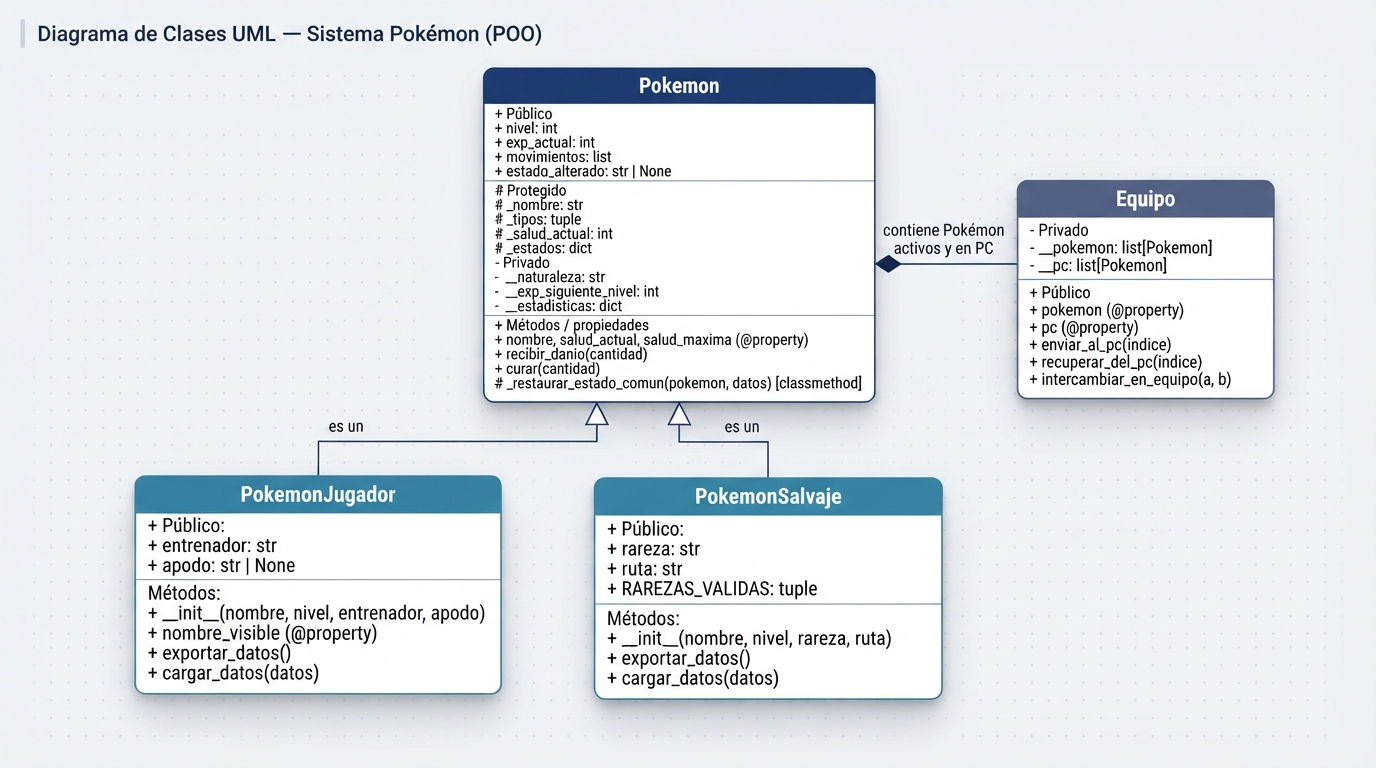 Diagrama de Clases UML — Sistema Pokémon (POO)
Pokemon
+ Público
+ nivel: int
+ exp_actual: int
+ movimientos: list
+ estado_alterado: str | None
# Protegido
# _nombre: str
# _tipos: tuple
# _salud_actual: int
# _estados: dict
- Privado
- __naturaleza: str
- __exp_siguiente_nivel: int
- __estadisticas: dict
+ Métodos / propiedades
+ nombre, salud_actual, salud_maxima (@property)
+ recibir_danio(cantidad)
+ curar(cantidad)
# _restaurar_estado_comun(pokemon, datos) [classmethod]
contiene Pokémon
activos y en PC
Equipo
- Privado
- __pokemon: list[Pokemon]
- __pc: list[Pokemon]
+ Público
+ pokemon (@property)
+ pc (@property)
+ enviar_al_pc(indice)
+ recuperar_del_pc(indice)
+ intercambiar_en_equipo(a, b)
es un
es un
PokemonJugador
+ Público:
+ entrenador: str
+ apodo: str | None
Métodos:
+ __init__(nombre, nivel, entrenador, apodo)
+ nombre_visible (@property)
+ exportar_datos()
+ cargar_datos(datos)
PokemonSalvaje
+ Público:
+ rareza: str
+ ruta: str
+ RAREZAS_VALIDAS: tuple
Métodos:
+ __init__(nombre, nivel, rareza, ruta)
+ exportar_datos()
+ cargar_datos(datos)